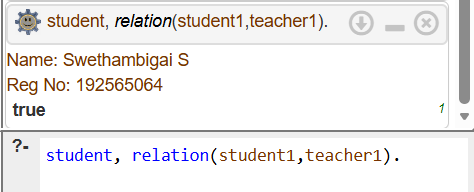 student, relation(student1,teacher1).
Name: Swethambigai S
Reg No: 192565064
true
1
?- student, relation(student1,teacher1).